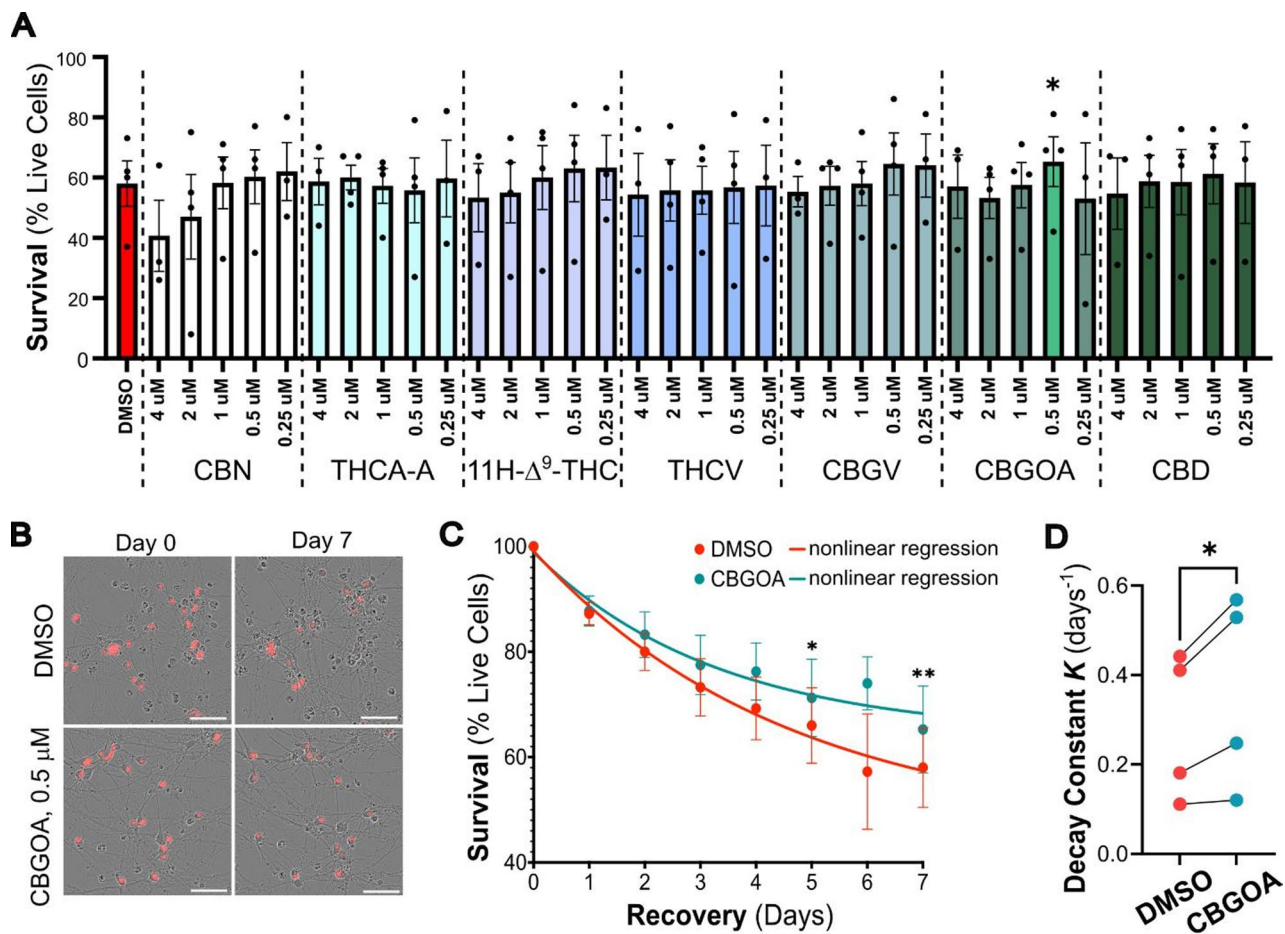 A
Survival (% Live Cells)
100
80
60
40
20
0
*
DMSO
4 uM
2 uM
1 uM
0.5 uM
0.25 uM
4 uM
2 uM
1 uM
0.5 uM
0.25 uM
4 uM
2 uM
1 uM
0.5 uM
0.25 uM
4 uM
2 uM
1 uM
0.5 uM
0.25 uM
4 uM
2 uM
1 uM
0.5 uM
0.25 uM
4 uM
2 uM
1 uM
0.5 uM
0.25 uM
4 uM
2 uM
1 uM
0.5 uM
0.25 uM
CBN
THCA-A
11H-Δ⁹-THC
THCV
CBGV
CBGOA
CBD
B
Day 0
Day 7
DMSO
CBGOA, 0.5 μM
C
Survival (% Live Cells)
100
80
60
40
DMSO
nonlinear regression
CBGOA
nonlinear regression
*
**
0
1
2
3
4
5
6
7
Recovery (Days)
D
Decay Constant K (days⁻¹)
*
0.6
0.4
0.2
0.0
DMSO
CBGOA